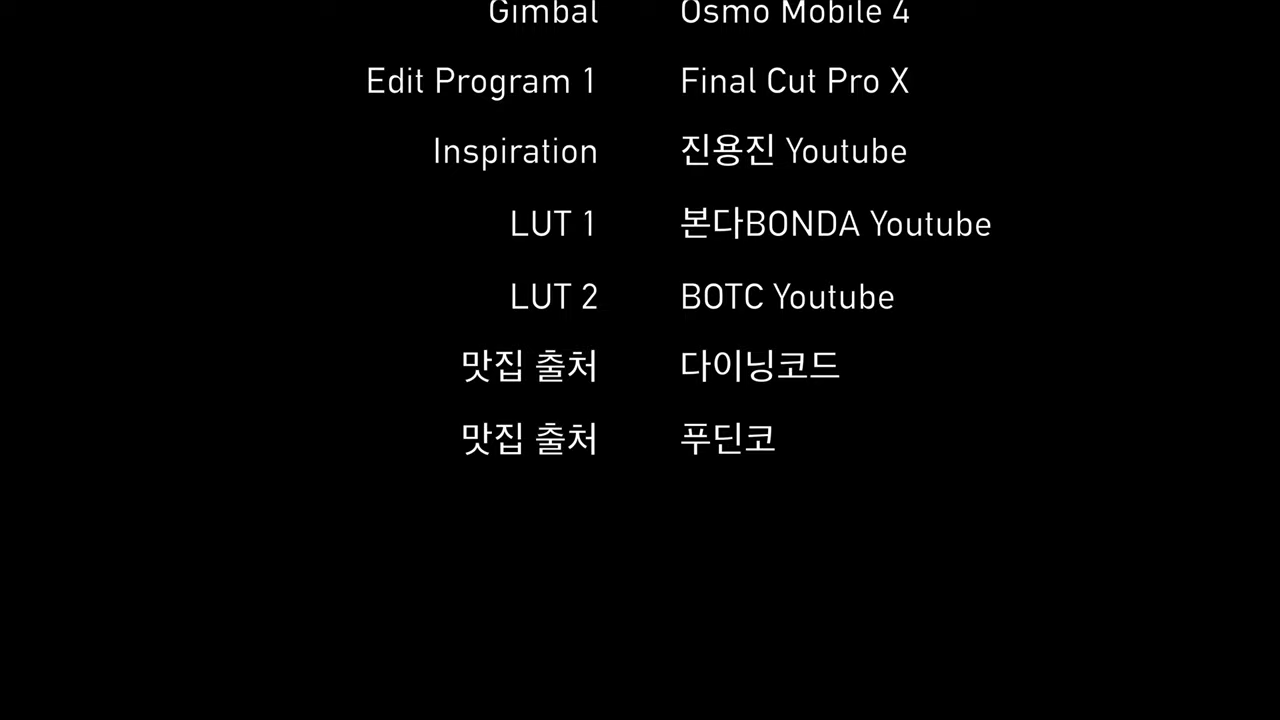 Gimbal Osmo Mobile 4
Edit Program 1 Final Cut Pro X
Inspiration 진용진 Youtube
LUT 1 본다BONDA Youtube
LUT 2 BOTC Youtube
맛집 출처 다이닝코드
맛집 출처 푸딘코